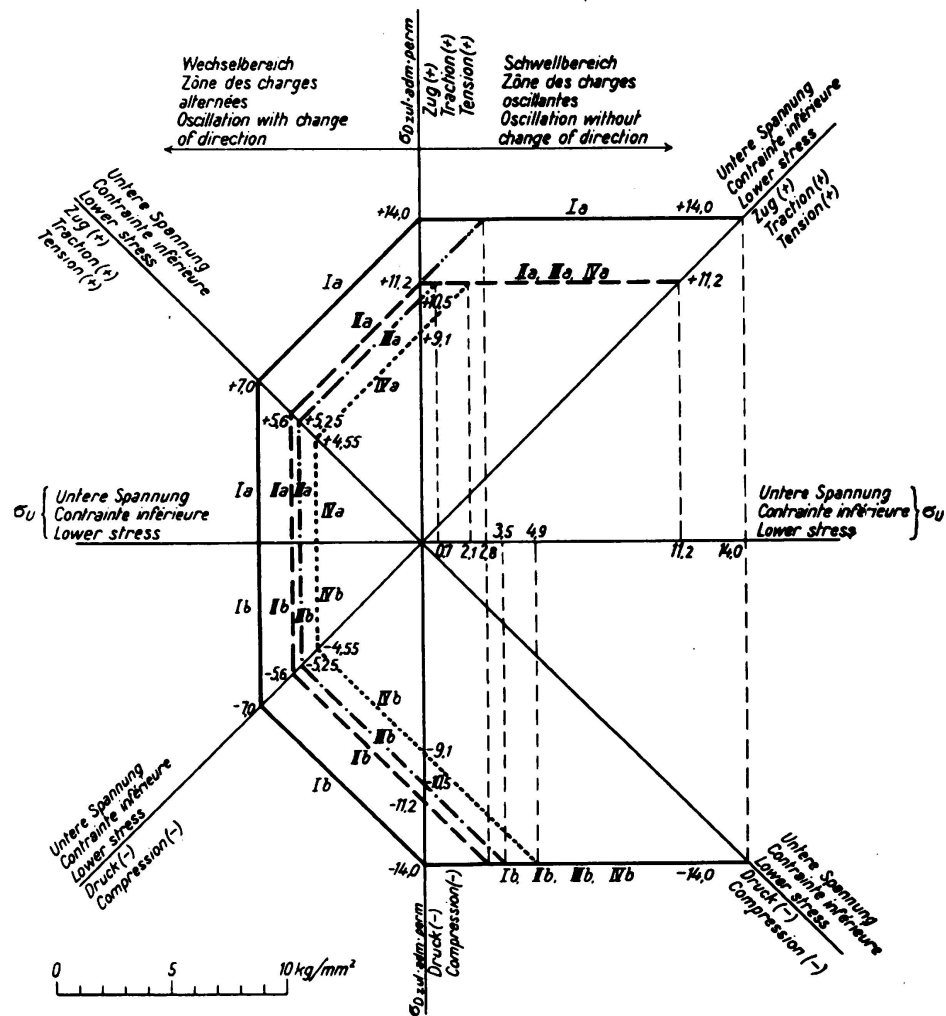 Wechselbereich
Zône des charges
alternées
Oscillation with change
of direction
σD zul·adm·perm
Zug (+)
Traction (+)
Tension (+)
Schwellbereich
Zône des charges
oscillantes
Oscillation without
change of direction
Untere Spannung
Contrainte inférieure
Lower stress
Zug (+)
Traction (+)
Tension (+)
Untere Spannung
Contrainte inférieure
Lower stress
Zug (+)
Traction (+)
Tension (+)
+14,0
Ia
+14,0
Ia
+11,2
IIa, IIIa, IVa
+11,2
IIa
+10,5
IIIa
+9,1
IVa
+7,0
+5,6
+5,25
+4,55
σU { Untere Spannung
Contrainte inférieure
Lower stress
Ia
IIa
IIIa
IVa
Untere Spannung
Contrainte inférieure
Lower stress } σU
3,5
4,9
0,7
2,1
2,8
11,2
14,0
Ib
IIb
IIIb
IVb
-4,55
-5,25
-5,6
-7,0
IVb
IIIb
IIb
Ib
-9,1
-10,5
-11,2
-14,0
Ib, IIb, IIIb, IVb
-14,0
Untere Spannung
Contrainte inférieure
Lower stress
Druck (-)
Compression (-)
Druck (-)
Compression (-)
σD zul·adm·perm
Untere Spannung
Contrainte inférieure
Lower stress
Druck (-)
Compression (-)
0 5 10 kg/mm²